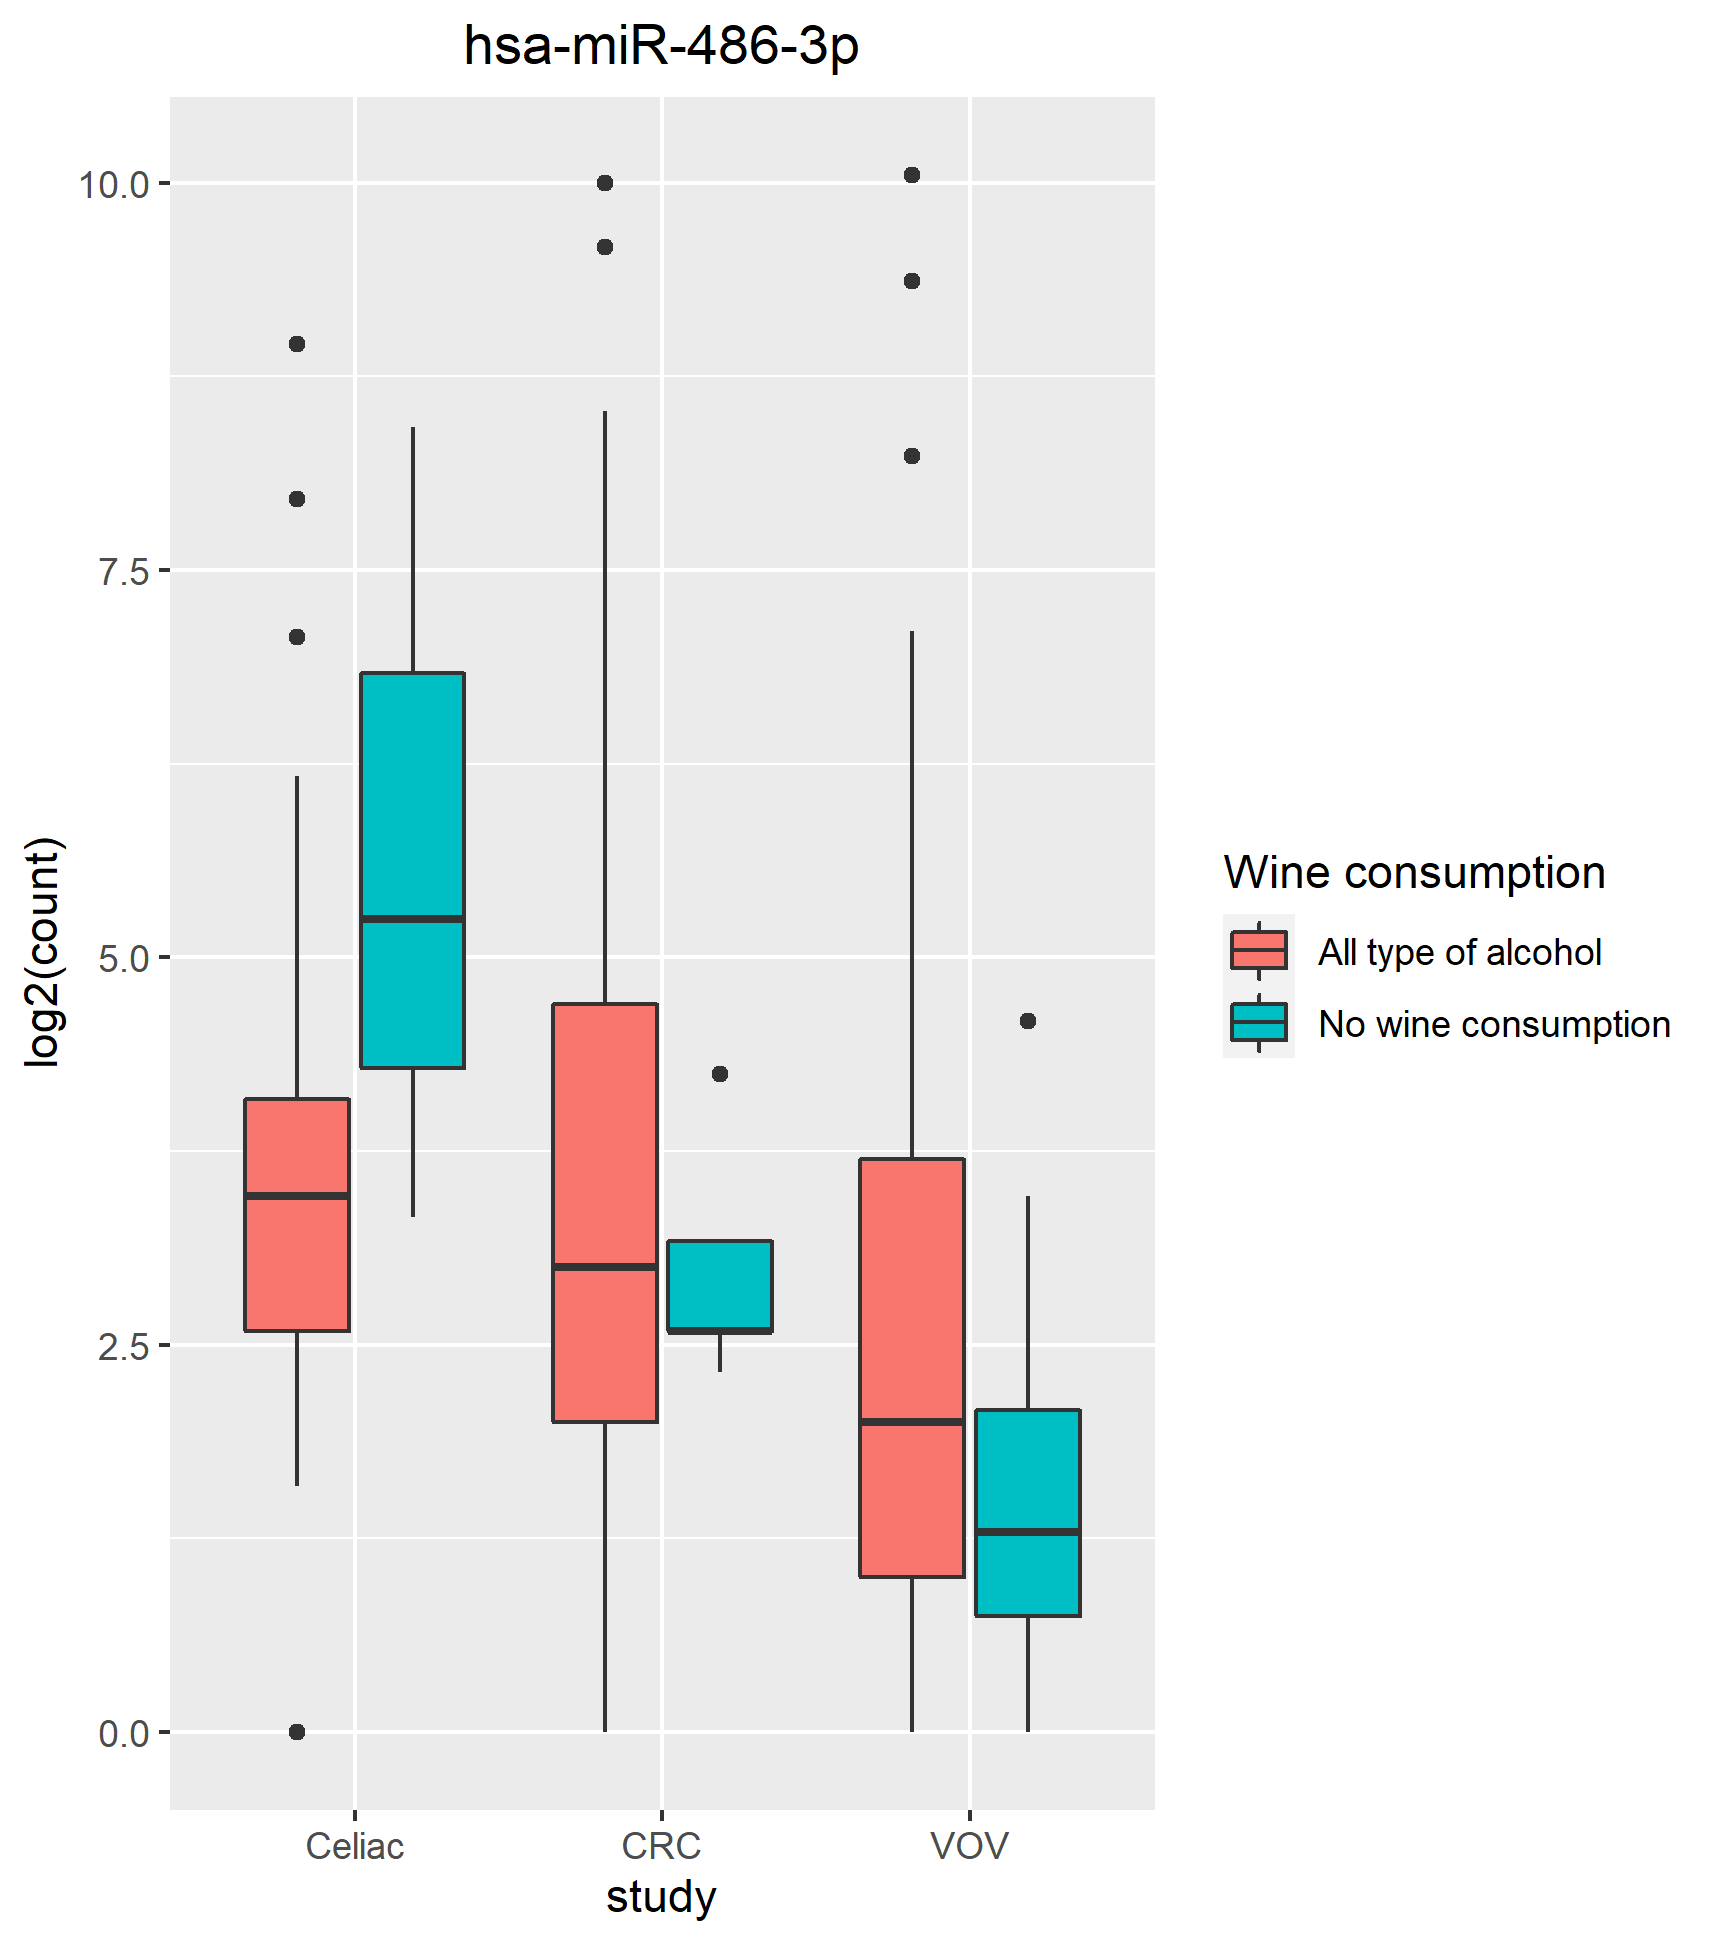 hsa-miR-486-3p
10.0
7.5
5.0
2.5
0.0
log2(count)
Celiac
CRC
VOV
study
Wine consumption
All type of alcohol
No wine consumption